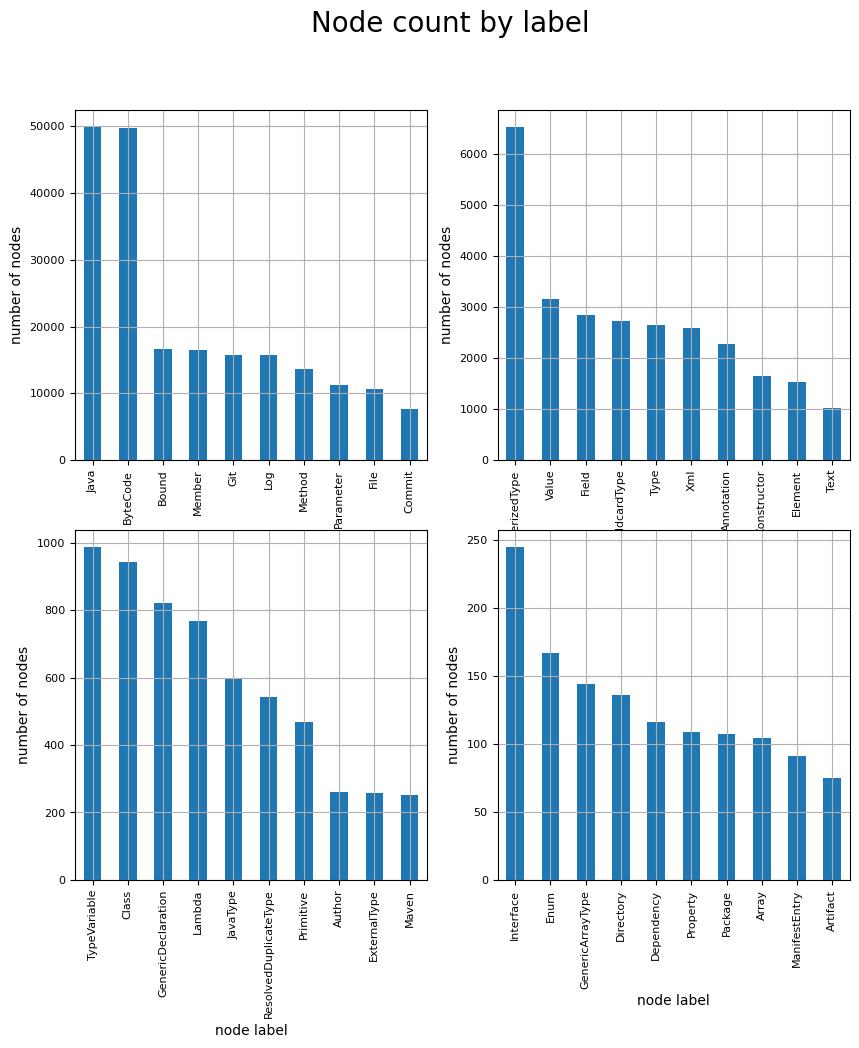 Node count by label
number of nodes
50000
40000
30000
20000
10000
0
Java
ByteCode
Bound
Member
Git
Log
Method
Parameter
File
Commit
number of nodes
6000
5000
4000
3000
2000
1000
0
erizedType
Value
Field
ldcardType
Type
Xml
Annotation
onstructor
Element
Text
number of nodes
1000
800
600
400
200
0
TypeVariable
Class
GenericDeclaration
Lambda
JavaType
ResolvedDuplicateType
Primitive
Author
ExternalType
Maven
node label
number of nodes
250
200
150
100
50
0
Interface
Enum
GenericArrayType
Directory
Dependency
Property
Package
Array
ManifestEntry
Artifact
node label